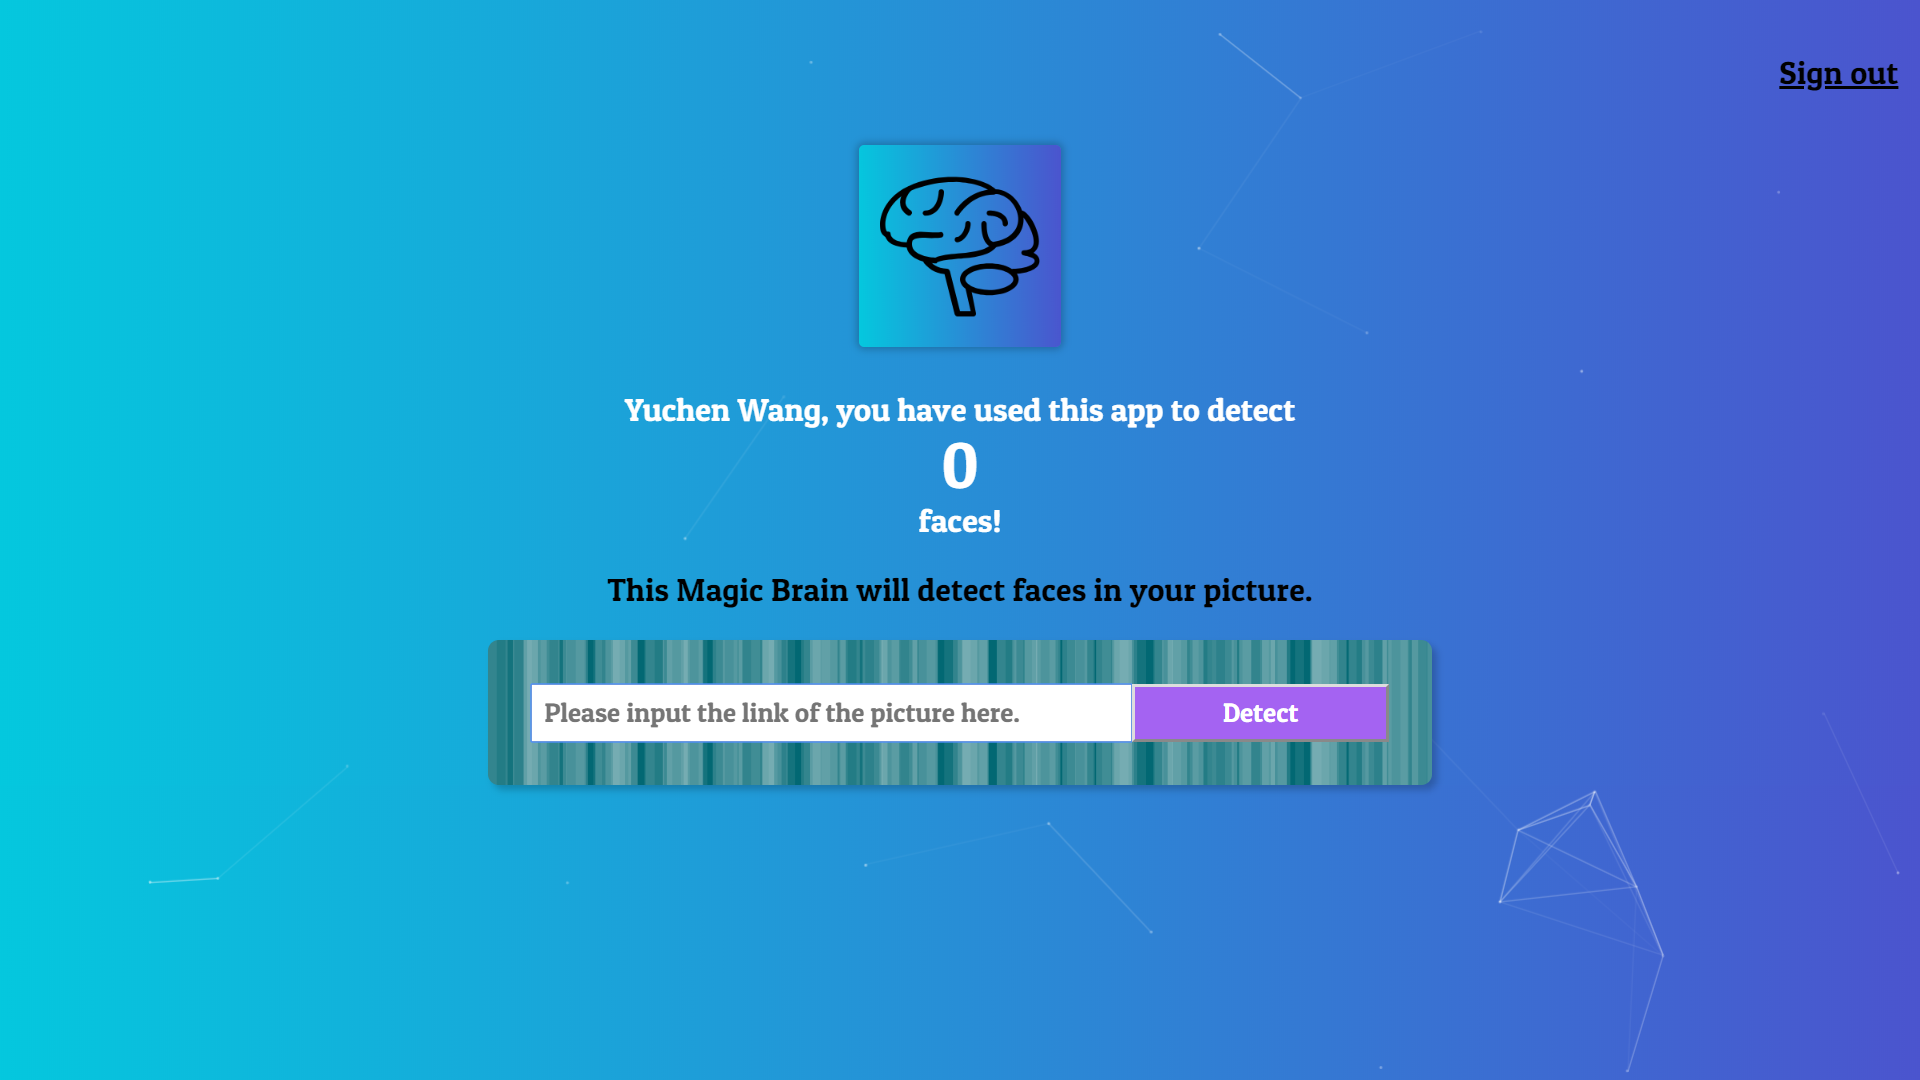 Sign out
Yuchen Wang, you have used this app to detect
0
faces!
This Magic Brain will detect faces in your picture.
Please input the link of the picture here.
Detect